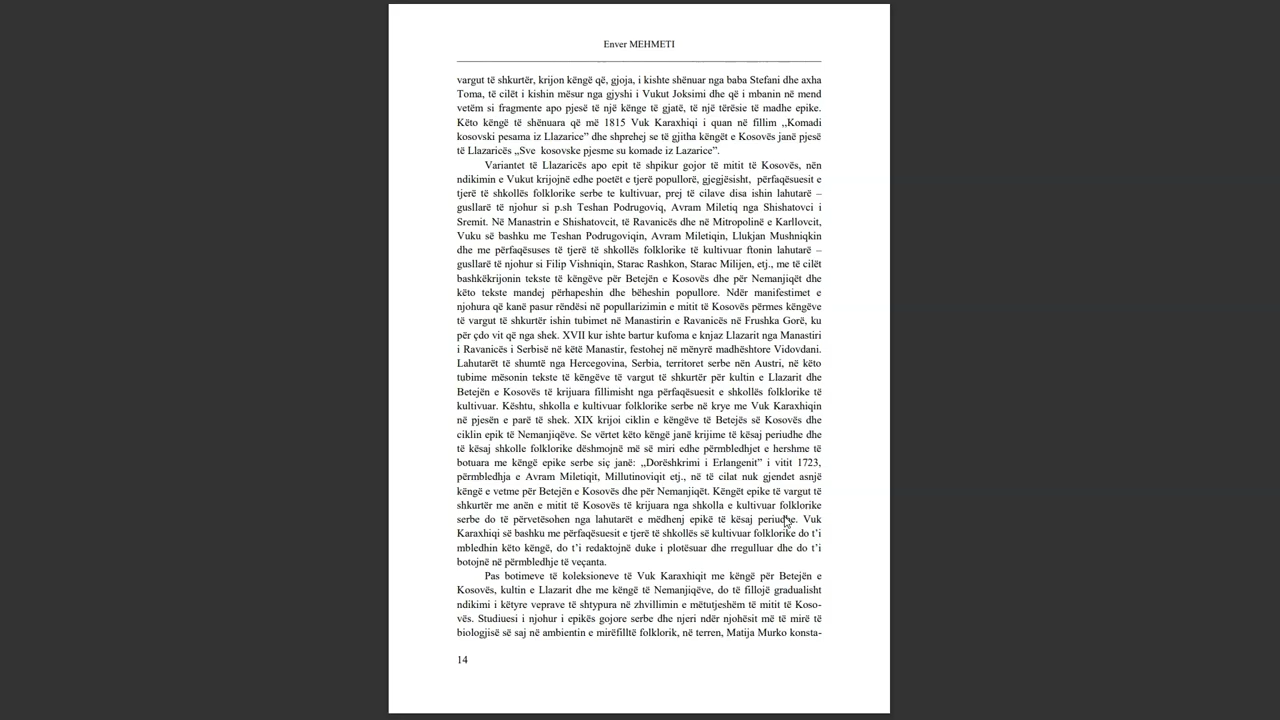 Enver MEHMETI
vargut të shkurtër, krijon këngë që, gjoja, i kishte shënuar nga baba Stefani dhe axha
Toma, të cilët i kishin mësur nga gjyshi i Vukut Joksimi dhe që i mbanin në mend
vetëm si fragmente apo pjesë të një kënge të gjatë, të një tërësie të madhe epike.
Këto këngë të shënuara që më 1815 Vuk Karaxhiqi i quan në fillim „Komadi
kosovski pesama iz Llazarice” dhe shprehej se të gjitha këngët e Kosovës janë pjesë
të Llazaricës „Sve kosovske pjesme su komade iz Lazarice”.
Variantet të Llazaricës apo epit të shpikur gojor të mitit të Kosovës, nën
ndikimin e Vukut krijojnë edhe poetët e tjerë popullorë, gjegjësisht, përfaqësuesit e
tjerë të shkollës folklorike serbe te kultivuar, prej të cilave disa ishin lahutarë –
gusllarë të njohur si p.sh Teshan Podrugoviq, Avram Miletiq nga Shishatovci i
Sremit. Në Manastrin e Shishatovcit, të Ravanicës dhe në Mitropolinë e Karllovcit,
Vuku së bashku me Teshan Podrugoviqin, Avram Miletiqin, Llukjan Mushniqkin
dhe me përfaqësuses të tjerë të shkollës folklorike të kultivuar ftonin lahutarë –
gusllarë të njohur si Filip Vishniqin, Starac Rashkon, Starac Milijen, etj., me të cilët
bashkëkrijonin tekste të këngëve për Betejën e Kosovës dhe për Nemanjiqët dhe
këto tekste mandej përhapeshin dhe bëheshin popullore. Ndër manifestimet e
njohura që kanë pasur rëndësi në popullarizimin e mitit të Kosovës përmes këngëve
të vargut të shkurtër ishin tubimet në Manastirin e Ravanicës në Frushka Gorë, ku
për çdo vit që nga shek. XVII kur ishte bartur kufoma e knjaz Llazarit nga Manastiri
i Ravanicës i Serbisë në këtë Manastir, festohej në mënyrë madhështore Vidovdani.
Lahutarët të shumtë nga Hercegovina, Serbia, territoret serbe nën Austri, në këto
tubime mësonin tekste të këngëve të vargut të shkurtër për kultin e Llazarit dhe
Betejën e Kosovës të krijuara fillimisht nga përfaqësuesit e shkollës folklorike të
kultivuar. Kështu, shkolla e kultivuar folklorike serbe në krye me Vuk Karaxhiqin
në pjesën e parë të shek. XIX krijoi ciklin e këngëve të Betejës së Kosovës dhe
ciklin epik të Nemanjiqëve. Se vërtet këto këngë janë krijime të kësaj periudhe dhe
të kësaj shkolle folklorike dëshmojnë më së miri edhe përmbledhjet e hershme të
botuara me këngë epike serbe siç janë: „Dorëshkrimi i Erlangenit” i vitit 1723,
përmbledhja e Avram Miletiqit, Millutinoviqit etj., në të cilat nuk gjendet asnjë
këngë e vetme për Betejën e Kosovës dhe për Nemanjiqët. Këngët epike të vargut të
shkurtër me anën e mitit të Kosovës të krijuara nga shkolla e kultivuar folklorike
serbe do të përvetësohen nga lahutarët e mëdhenj epikë të kësaj periudhe. Vuk
Karaxhiqi së bashku me përfaqësuesit e tjerë të shkollës së kultivuar folklorike do t’i
mbledhin këto këngë, do t’i redaktojnë duke i plotësuar dhe rregulluar dhe do t’i
botojnë në përmbledhje të veçanta.
Pas botimeve të koleksioneve të Vuk Karaxhiqit me këngë për Betejën e
Kosovës, kultin e Llazarit dhe me këngë të Nemanjiqëve, do të fillojë gradualisht
ndikimi i këtyre veprave të shtypura në zhvillimin e mëtutjeshëm të mitit të Koso-
vës. Studiuesi i njohur i epikës gojore serbe dhe njeri ndër njohësit më të mirë të
biologjisë së saj në ambientin e mirëfilltë folklorik, në terren, Matija Murko konsta-
14